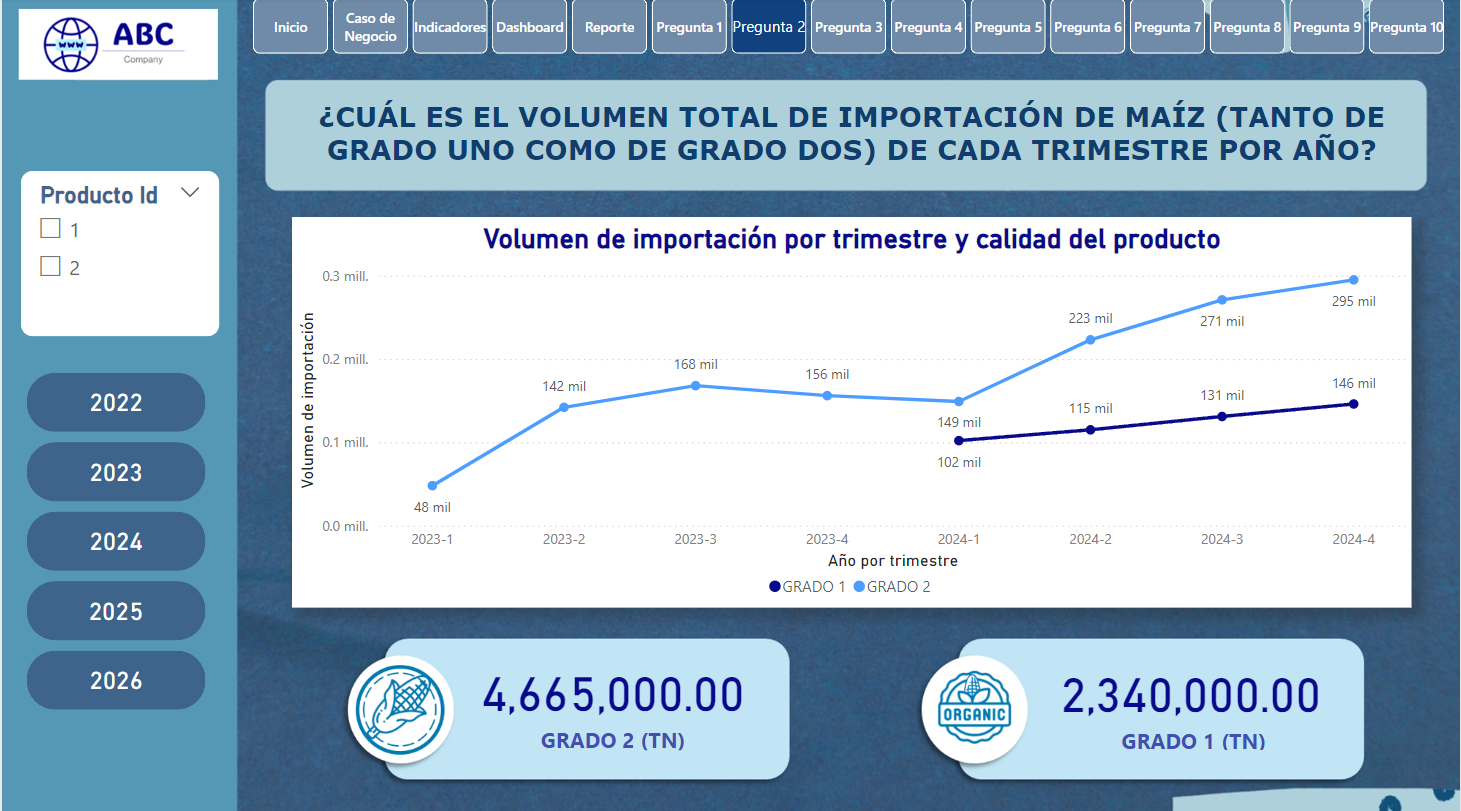 www
ABC
Company
Inicio
Caso de
Negocio
Indicadores
Dashboard
Reporte
Pregunta 1
Pregunta 2
Pregunta 3
Pregunta 4
Pregunta 5
Pregunta 6
Pregunta 7
Pregunta 8
Pregunta 9
Pregunta 10
¿CUÁL ES EL VOLUMEN TOTAL DE IMPORTACIÓN DE MAÍZ (TANTO DE
GRADO UNO COMO DE GRADO DOS) DE CADA TRIMESTRE POR AÑO?
Producto Id
1
2
2022
2023
2024
2025
2026
Volumen de importación por trimestre y calidad del producto
Volumen de importación
0.3 mill.
0.2 mill.
0.1 mill.
0.0 mill.
48 mil
142 mil
168 mil
156 mil
149 mil
223 mil
271 mil
295 mil
102 mil
115 mil
131 mil
146 mil
2023-1
2023-2
2023-3
2023-4
2024-1
2024-2
2024-3
2024-4
Año por trimestre
GRADO 1
GRADO 2
4,665,000.00
GRADO 2 (TN)
ORGANIC
2,340,000.00
GRADO 1 (TN)